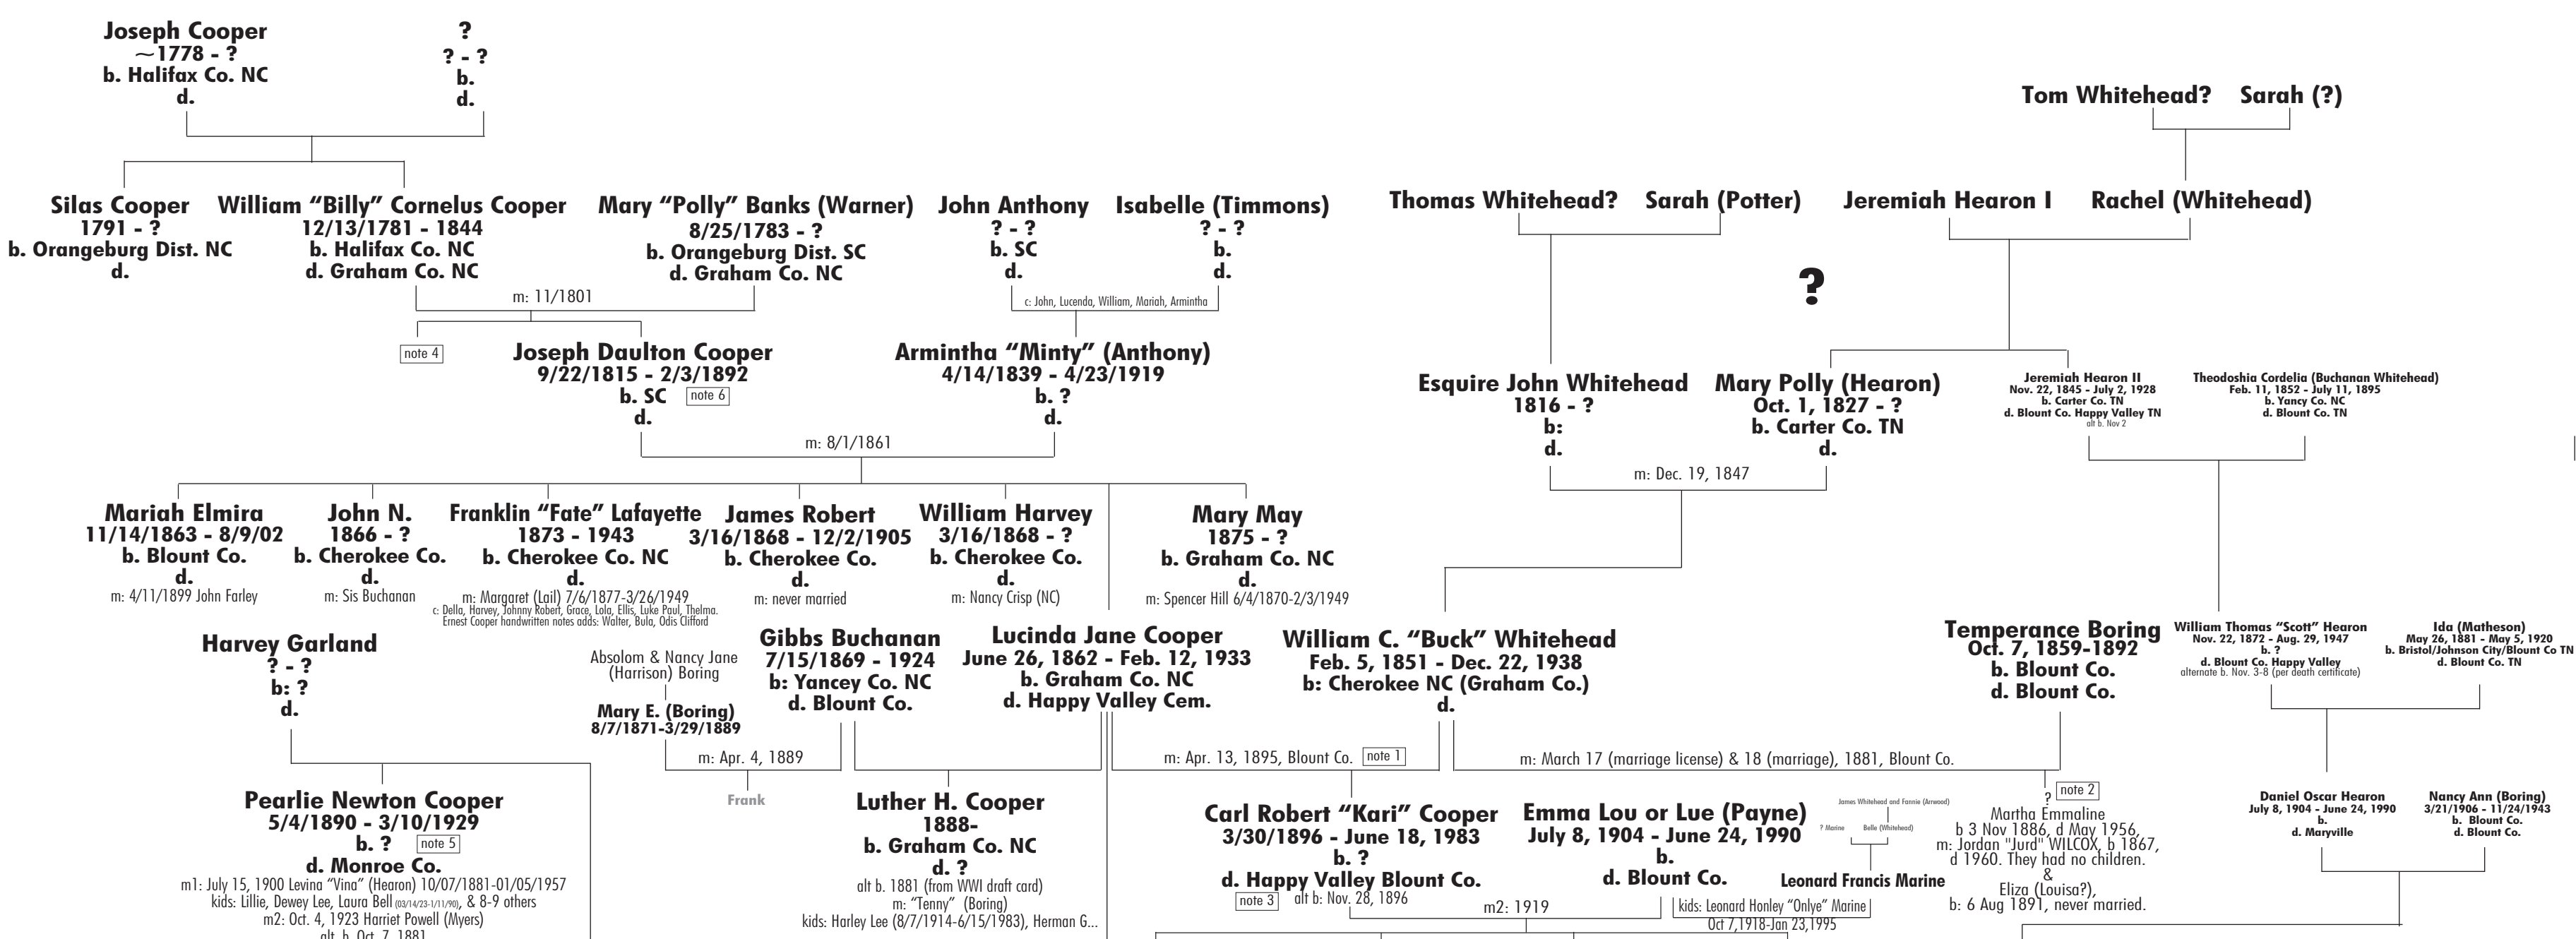 Joseph Cooper
~1778 - ?
b. Halifax Co. NC
d.
?
? - ?
b.
d.
Tom Whitehead?
Sarah (?)
Silas Cooper
1791 - ?
b. Orangeburg Dist. NC
d.
William “Billy” Cornelus Cooper
12/13/1781 - 1844
b. Halifax Co. NC
d. Graham Co. NC
Mary “Polly” Banks (Warner)
8/25/1783 - ?
b. Orangeburg Dist. SC
d. Graham Co. NC
John Anthony
? - ?
b. SC
d.
Isabelle (Timmons)
? - ?
b.
d.
Thomas Whitehead?
Sarah (Potter)
Jeremiah Hearon I
Rachel (Whitehead)
m: 11/1801
c: John, Lucenda, William, Mariah, Armintha
?
note 4
Joseph Daulton Cooper
9/22/1815 - 2/3/1892
b. SC
note 6
d.
Armintha “Minty” (Anthony)
4/14/1839 - 4/23/1919
b. ?
d.
Esquire John Whitehead
1816 - ?
b:
d.
Mary Polly (Hearon)
Oct. 1, 1827 - ?
b. Carter Co. TN
d.
Jeremiah Hearon II
Nov. 22, 1845 - July 2, 1928
b. Carter Co. TN
d. Blount Co. Happy Valley TN
alt b. Nov 2
Theodoshia Cordelia (Buchanan Whitehead)
Feb. 11, 1852 - July 11, 1895
b. Yancy Co. NC
d. Blount Co. TN
m: 8/1/1861
m: Dec. 19, 1847
Mariah Elmira
11/14/1863 - 8/9/02
b. Blount Co.
d.
m: 4/11/1899 John Farley
John N.
1866 - ?
b. Cherokee Co.
d.
m: Sis Buchanan
Franklin “Fate” Lafayette
1873 - 1943
b. Cherokee Co. NC
d.
m: Margaret (Lail) 7/6/1877-3/26/1949
c: Della, Harvey, Johnny Robert, Grace, Lola, Ellis, Luke Paul, Thelma.
Ernest Cooper handwritten notes adds: Walter, Bula, Odis Clifford
James Robert
3/16/1868 - 12/2/1905
b. Cherokee Co.
d.
m: never married
William Harvey
3/16/1868 - ?
b. Cherokee Co.
d.
m: Nancy Crisp (NC)
Mary May
1875 - ?
b. Graham Co. NC
d.
m: Spencer Hill 6/4/1870-2/3/1949
Harvey Garland
? - ?
b: ?
d.
Absolom & Nancy Jane
(Harrison) Boring
Mary E. (Boring)
8/7/1871-3/29/1889
Gibbs Buchanan
7/15/1869 - 1924
b: Yancey Co. NC
d. Blount Co.
Lucinda Jane Cooper
June 26, 1862 - Feb. 12, 1933
b. Graham Co. NC
d. Happy Valley Cem.
William C. “Buck” Whitehead
Feb. 5, 1851 - Dec. 22, 1938
b: Cherokee NC (Graham Co.)
d.
Temperance Boring
Oct. 7, 1859-1892
b. Blount Co.
d. Blount Co.
William Thomas “Scott” Hearon
Nov. 22, 1872 - Aug. 29, 1947
b. ?
d. Blount Co. Happy Valley
alternate b. Nov. 3-8 (per death certificate)
Ida (Matheson)
May 26, 1881 - May 5, 1920
b. Bristol/Johnson City/Blount Co TN
d. Blount Co. TN
m: Apr. 4, 1889
m: Apr. 13, 1895, Blount Co.
note 1
m: March 17 (marriage license) & 18 (marriage), 1881, Blount Co.
Pearlie Newton Cooper
5/4/1890 - 3/10/1929
b. ?
note 5
d. Monroe Co.
m1: July 15, 1900 Levina “Vina” (Hearon) 10/07/1881-01/05/1957
kids: Lillie, Dewey Lee, Laura Bell (03/14/23-1/11/90), & 8-9 others
m2: Oct. 4, 1923 Harriet Powell (Myers)
alt. b. Oct. 7, 1881
Frank
Luther H. Cooper
1888-
b. Graham Co. NC
d. ?
alt b. 1881 (from WWI draft card)
m: “Tenny” (Boring)
kids: Harley Lee (8/7/1914-6/15/1983), Herman G...
Carl Robert “Kari” Cooper
3/30/1896 - June 18, 1983
b. ?
d. Happy Valley Blount Co.
note 3
alt b: Nov. 28, 1896
Emma Lou or Lue (Payne)
July 8, 1904 - June 24, 1990
b.
d. Blount Co.
m2: 1919
James Whitehead and Fannie (Arrwood)
? Marine
Belle (Whitehead)
Leonard Francis Marine
kids: Leonard Honley “Onlye” Marine
Oct 7,1918-Jan 23,1995
?
note 2
Martha Emmaline
b 3 Nov 1886, d May 1956,
m: Jordan "Jurd" WILCOX, b 1867,
d 1960. They had no children.
&
Eliza (Louisa?),
b: 6 Aug 1891, never married.
Daniel Oscar Hearon
July 8, 1904 - June 24, 1990
b.
d. Maryville
Nancy Ann (Boring)
3/21/1906 - 11/24/1943
b. Blount Co.
d. Blount Co.